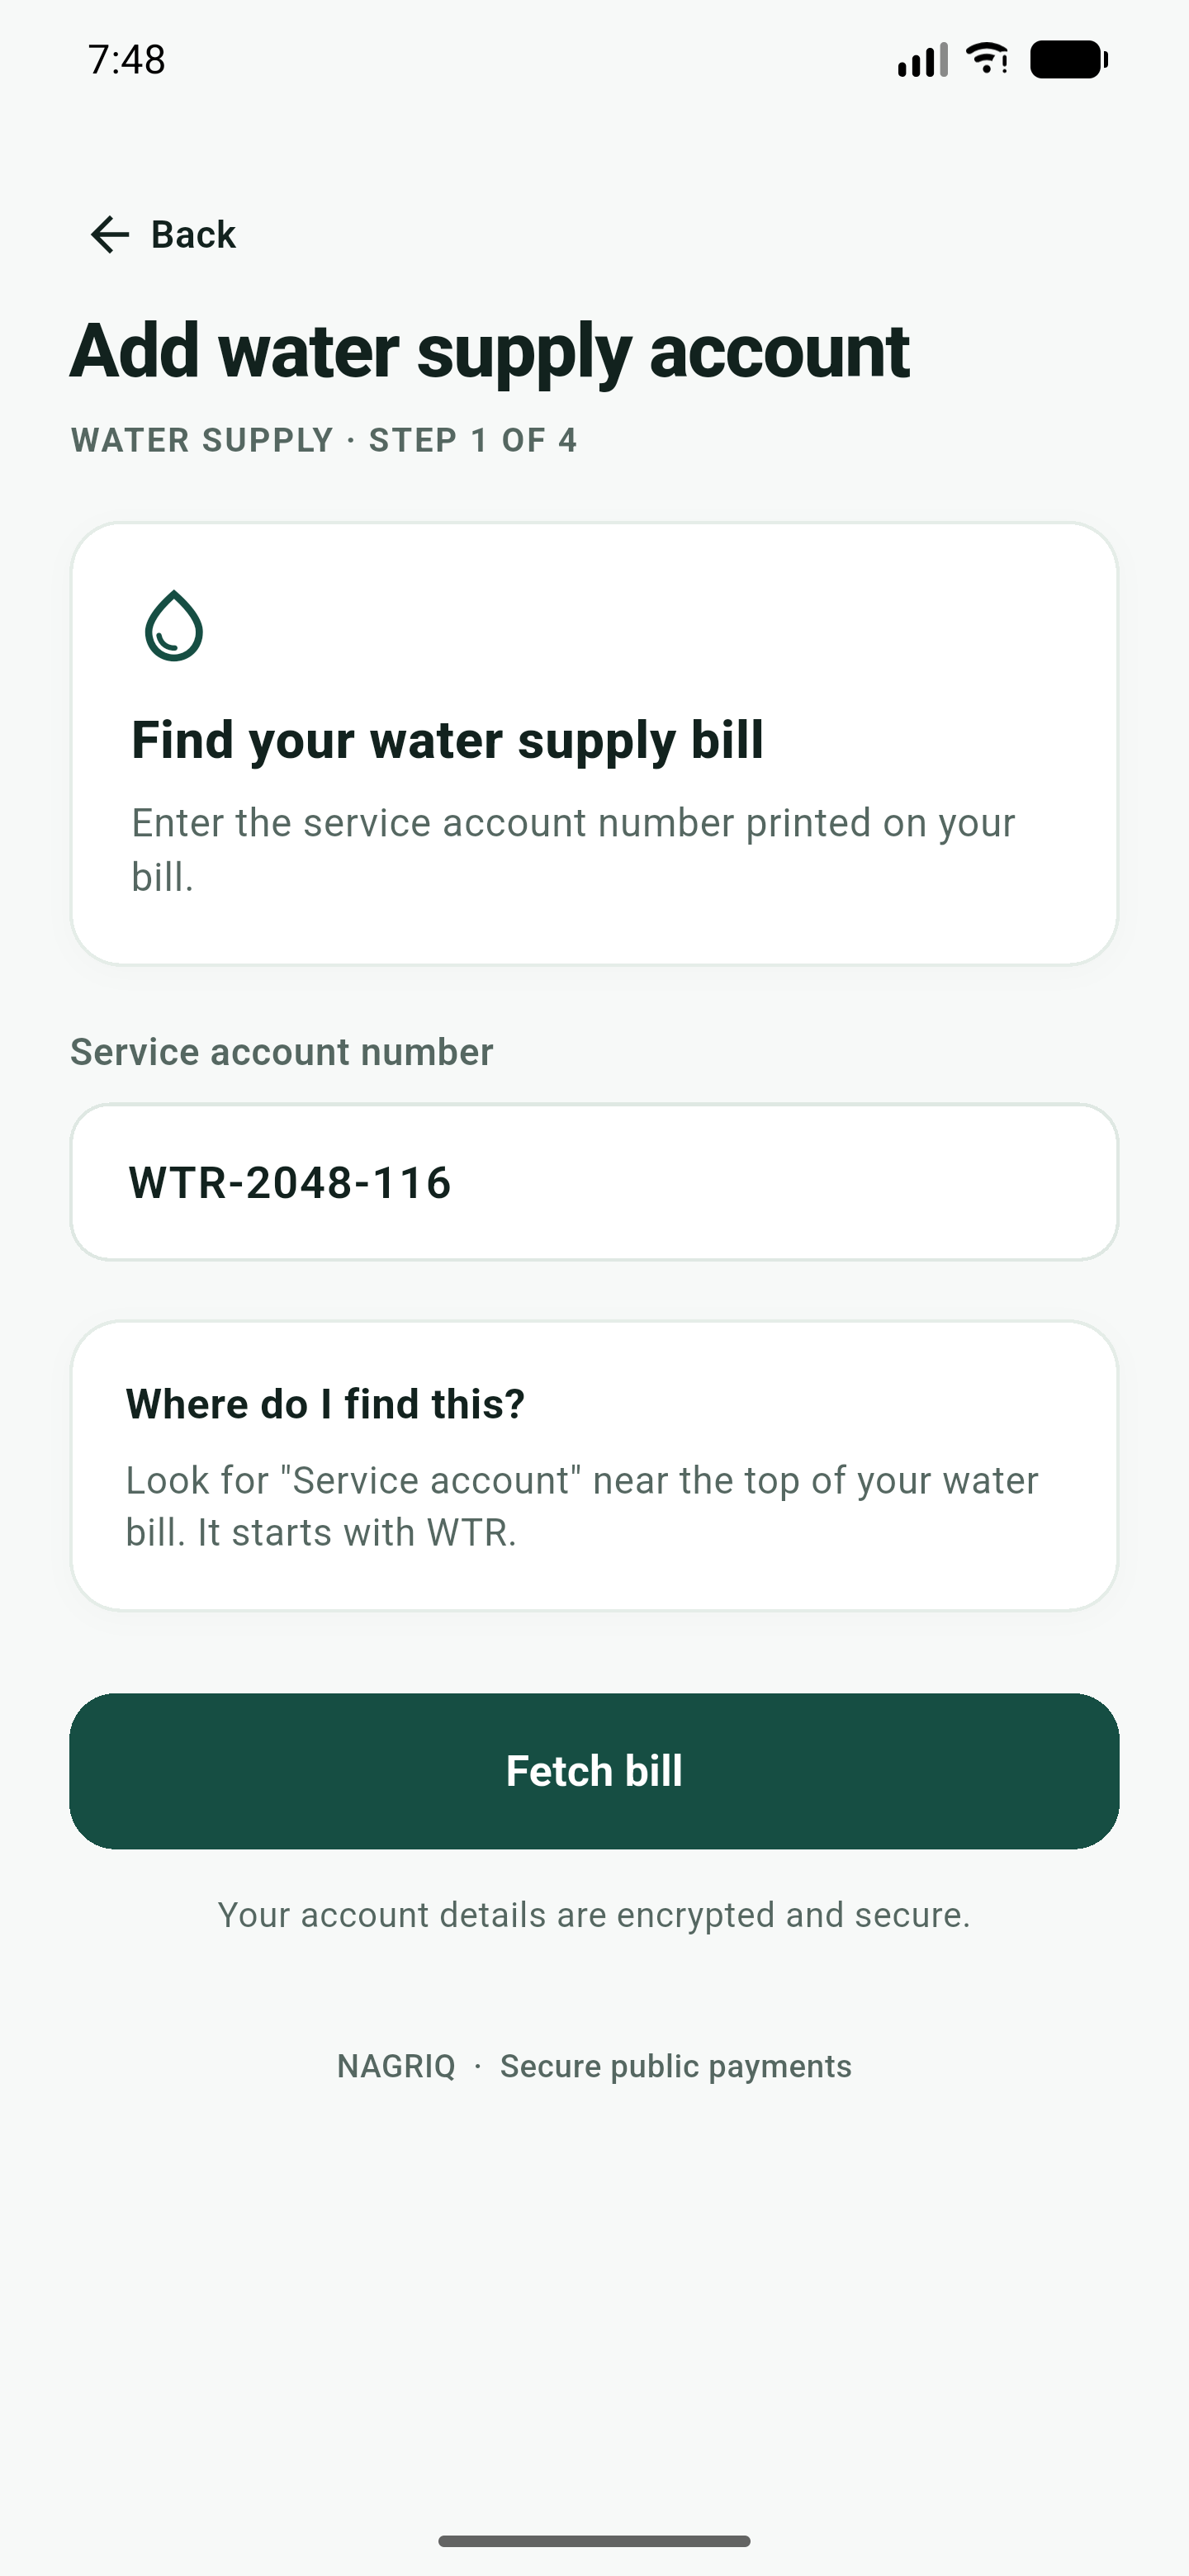 7:48
Back
Add water supply account
WATER SUPPLY · STEP 1 OF 4
Find your water supply bill
Enter the service account number printed on your
bill.
Service account number
WTR-2048-116
Where do I find this?
Look for "Service account" near the top of your water
bill. It starts with WTR.
Fetch bill
Your account details are encrypted and secure.
NAGRIQ · Secure public payments